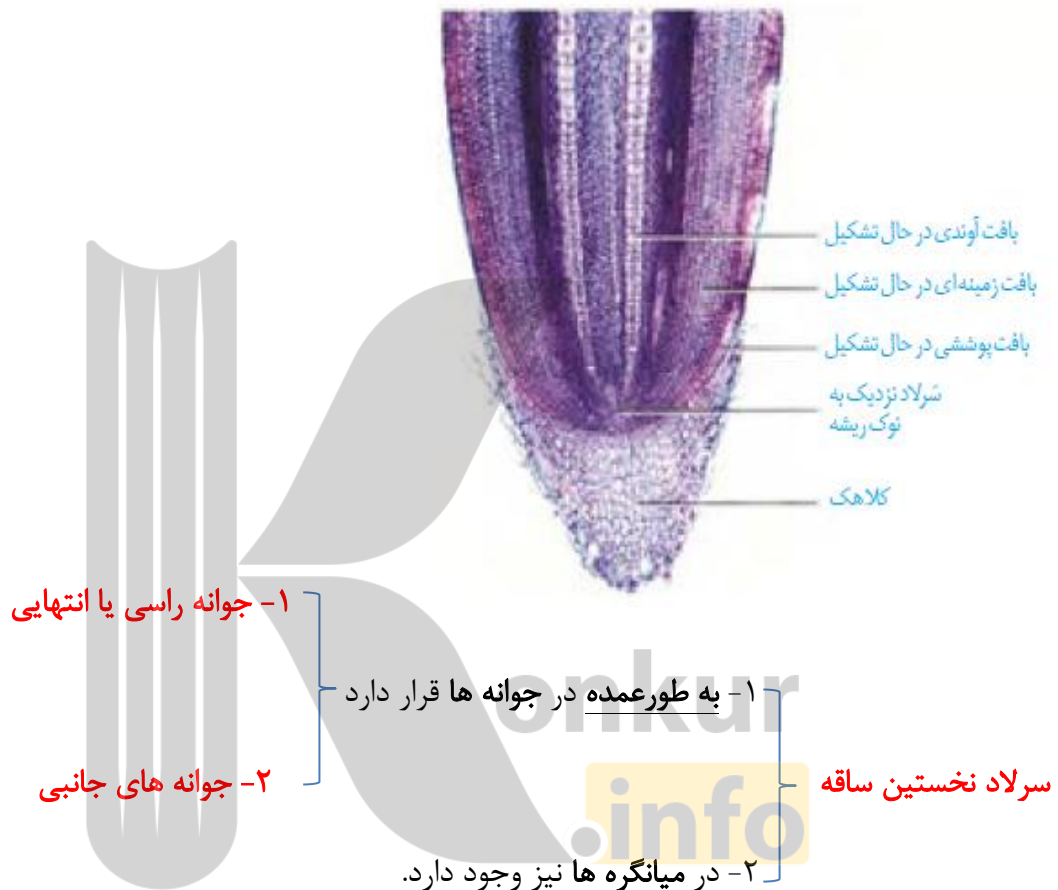 بافت آوندی در حال تشکیل
بافت زمینه‌ای در حال تشکیل
بافت پوششی در حال تشکیل
سَرلاد نزدیک به
نوک ریشه
کلاهک
۱- جوانه راسی یا انتهایی
۱- به طورعمده در جوانه ها قرار دارد
سرلاد نخستین ساقه
۲- جوانه های جانبی
۲- در میانگره ها نیز وجود دارد.
Konkur
.info